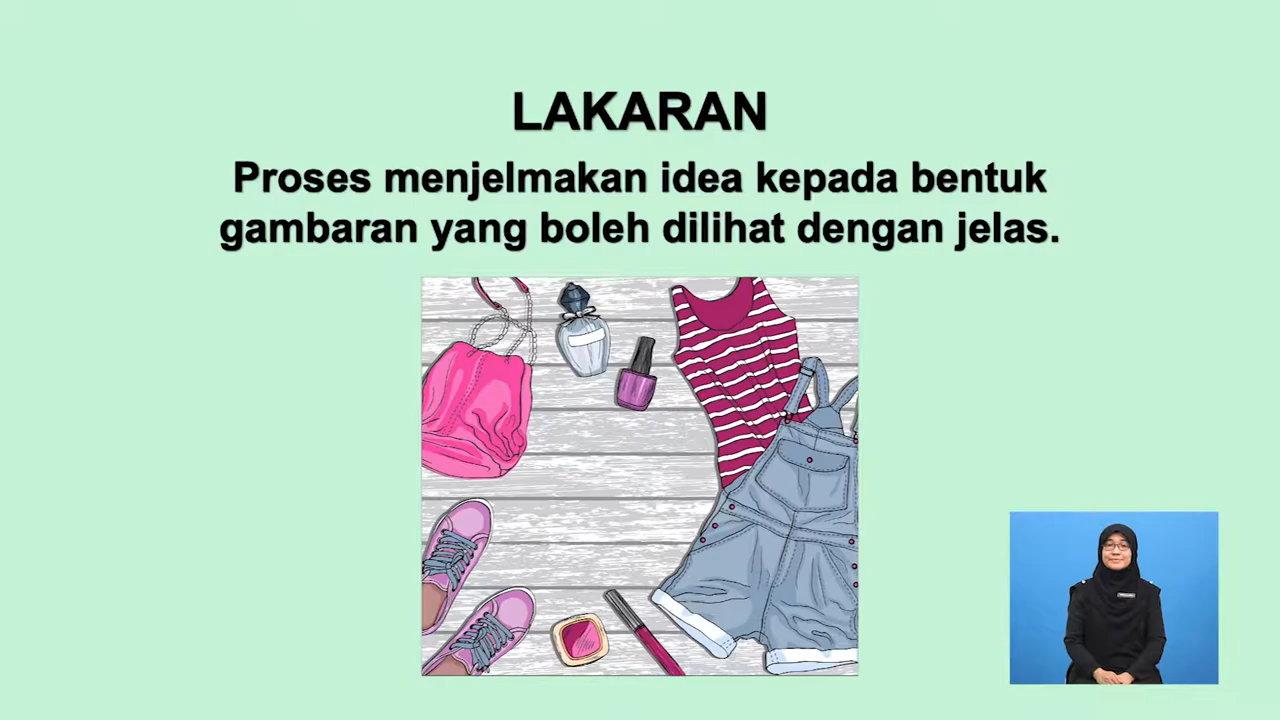 LAKARAN
Proses menjelmakan idea kepada bentuk
gambaran yang boleh dilihat dengan jelas.